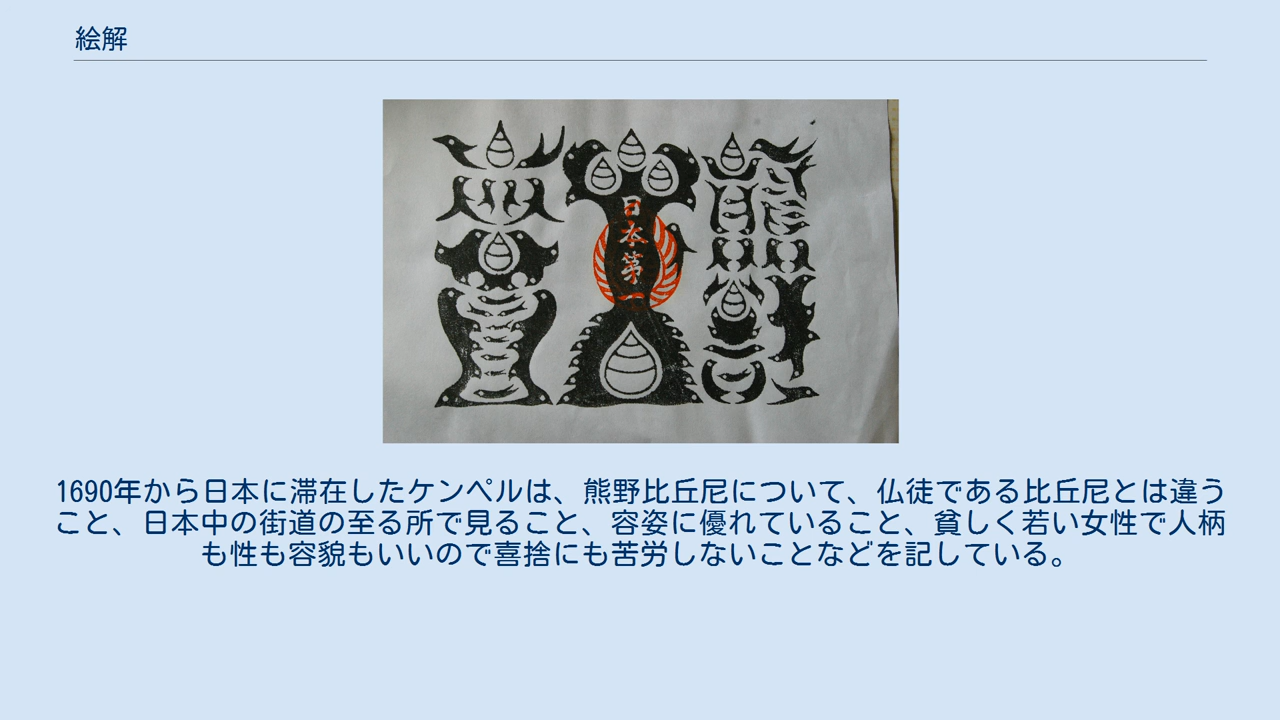 絵解
日本第一
1690年から日本に滞在したケンペルは、熊野比丘尼について、仏徒である比丘尼とは違う
こと、日本中の街道の至る所で見ること、容姿に優れていること、貧しく若い女性で人柄
も性も容貌もいいので喜捨にも苦労しないことなどを記している。